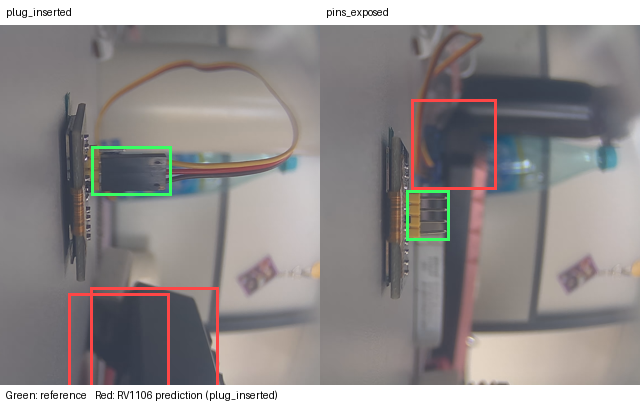 plug_inserted
pins_exposed
Green: reference Red: RV1106 prediction (plug_inserted)